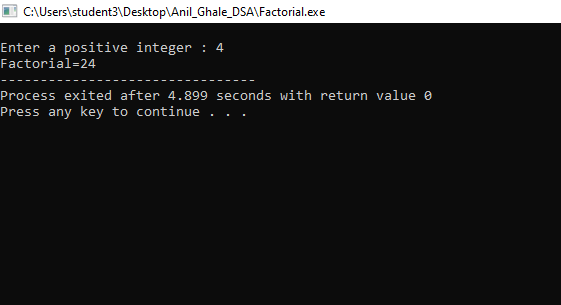 C:\Users\student3\Desktop\Anil_Ghale_DSA\Factorial.exe
Enter a positive integer : 4
Factorial=24
--------------------------------
Process exited after 4.899 seconds with return value 0
Press any key to continue . . .